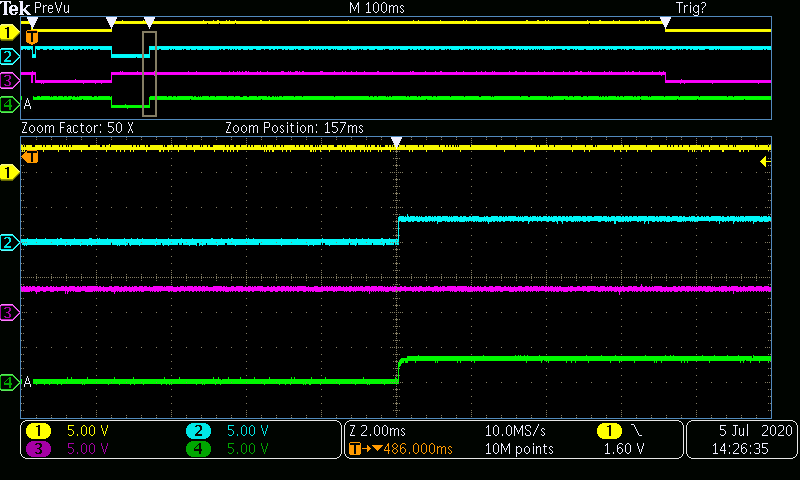 Tek PreVu M 100ms Trig?
1
T
2
3
4 A
Zoom Factor: 50 X Zoom Position: 157ms
T
1
2
3
4 A
1 5.00 V 2 5.00 V Z 2.00ms 10.0MS/s 1 5 Jul 2020
3 5.00 V 4 5.00 V T→▼486.000ms 10M points 1.60 V 14:26:35